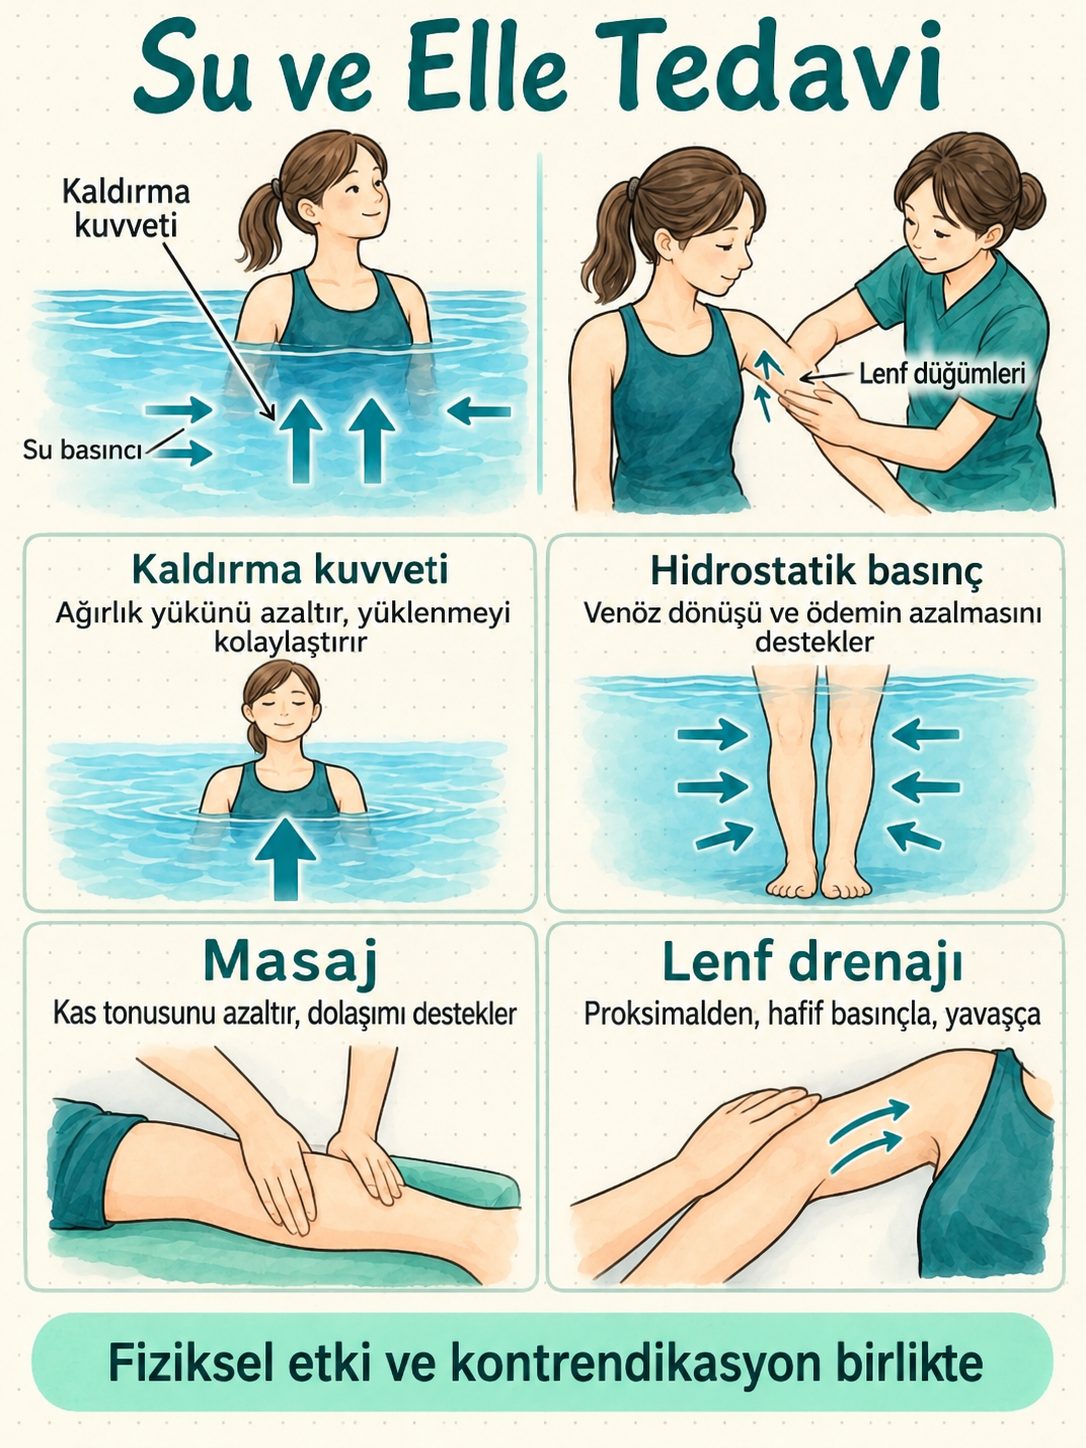 Su ve Elle Tedavi
Kaldırma
kuvveti
Su basıncı
Lenf düğümleri
Kaldırma kuvveti
Ağırlık yükünü azaltır, yüklenmeyi
kolaylaştırır
Hidrostatik basınç
Venöz dönüşü ve ödemin azalmasını
destekler
Masaj
Kas tonusunu azaltır, dolaşımı destekler
Lenf drenajı
Proksimalden, hafif basınçla, yavaşça
Fiziksel etki ve kontrendikasyon birlikte